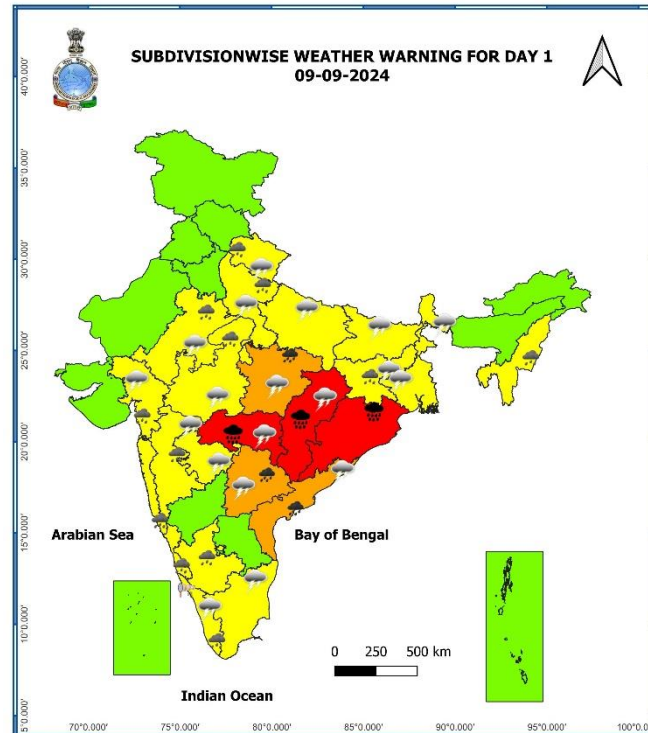 SUBDIVISIONWISE WEATHER WARNING FOR DAY 1
09-09-2024
40°0.000'
35°0.000'
30°0.000'
25°0.000'
20°0.000'
15°0.000'
10°0.000'
5°0.000'
Arabian Sea
Bay of Bengal
0 250 500 km
Indian Ocean
70°0.000' 75°0.000' 80°0.000' 85°0.000' 90°0.000' 95°0.000' 100°0.000'